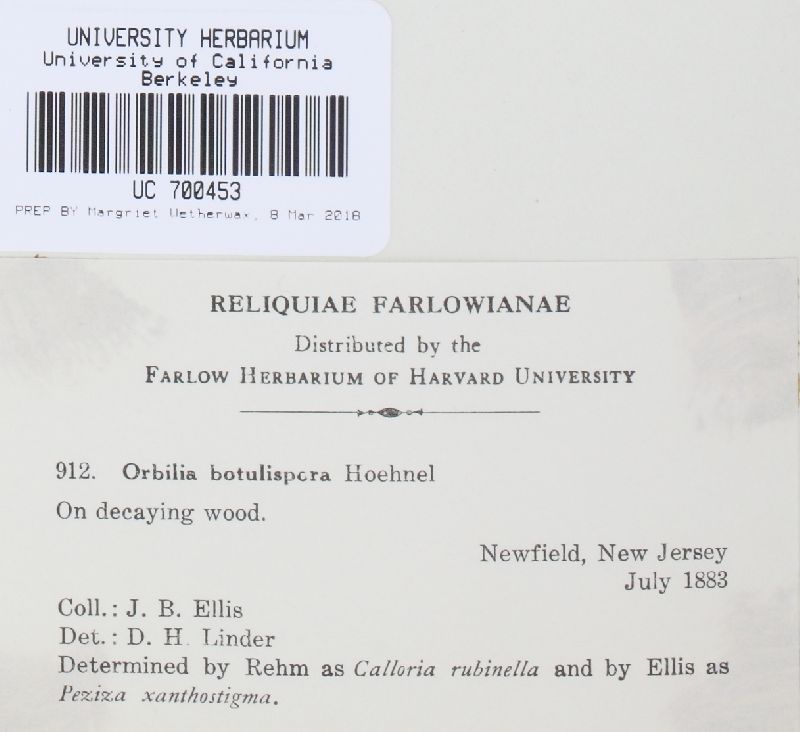 UNIVERSITY HERBARIUM
University of California
Berkeley
UC 700453
PREP BY Margriet Wetherwax, 8 Mar 2018
RELIQUIAE FARLOWIANAE
Distributed by the
FARLOW HERBARIUM OF HARVARD UNIVERSITY
912. Orbilia botulispora Hoehnel
On decaying wood.
Newfield, New Jersey
July 1883
Coll.: J. B. Ellis
Det.: D. H. Linder
Determined by Rehm as Calloria rubinella and by Ellis as
Peziza xanthostigma.